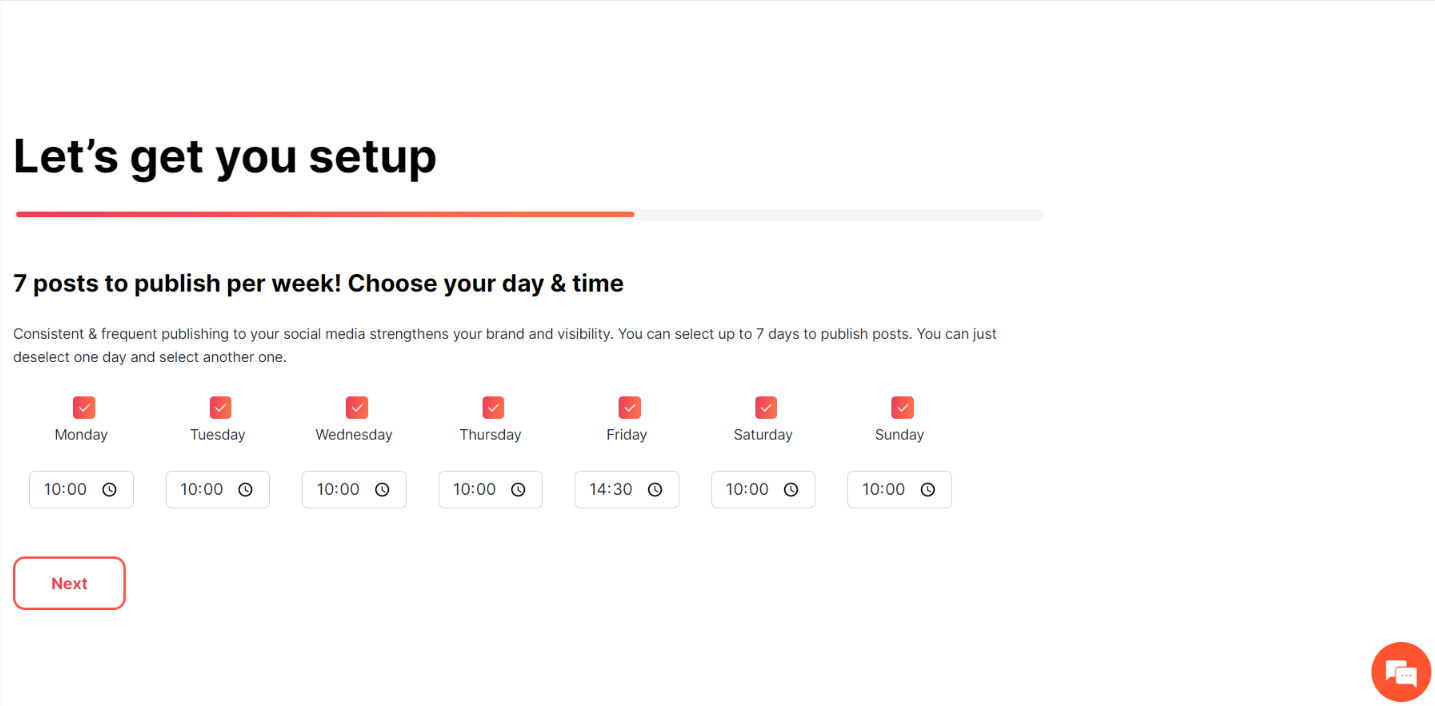 Let’s get you setup
7 posts to publish per week! Choose your day & time
Consistent & frequent publishing to your social media strengthens your brand and visibility. You can select up to 7 days to publish posts. You can just
deselect one day and select another one.
Monday Tuesday Wednesday Thursday Friday Saturday Sunday
10:00 10:00 10:00 10:00 14:30 10:00 10:00
Next